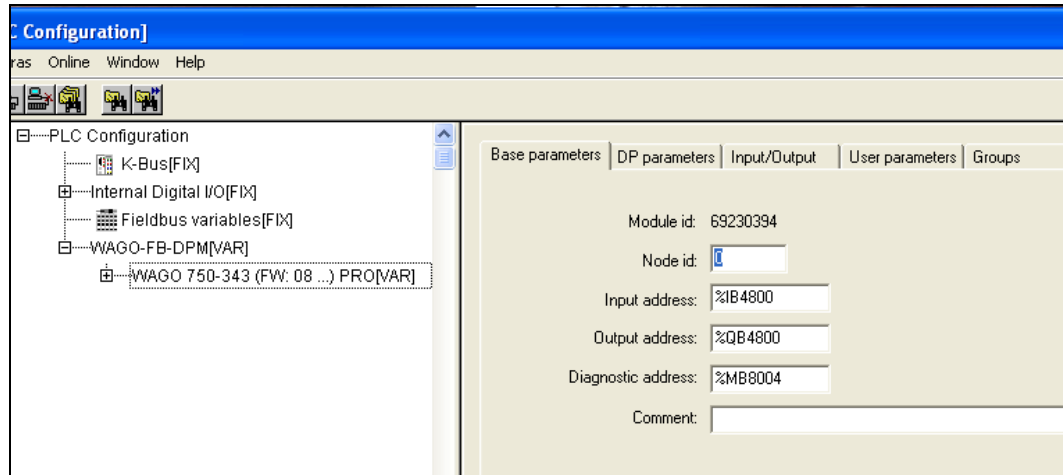 C Configuration]
ras Online Window Help
PLC Configuration
K-Bus[FIX]
Internal Digital I/O[FIX]
Fieldbus variables[FIX]
WAGO-FB-DPM[VAR]
WAGO 750-343 (FW: 08 ...) PRO[VAR]
Base parameters DP parameters Input/Output User parameters Groups
Module id: 69230394
Node id: 0
Input address: %IB4800
Output address: %QB4800
Diagnostic address: %MB8004
Comment: